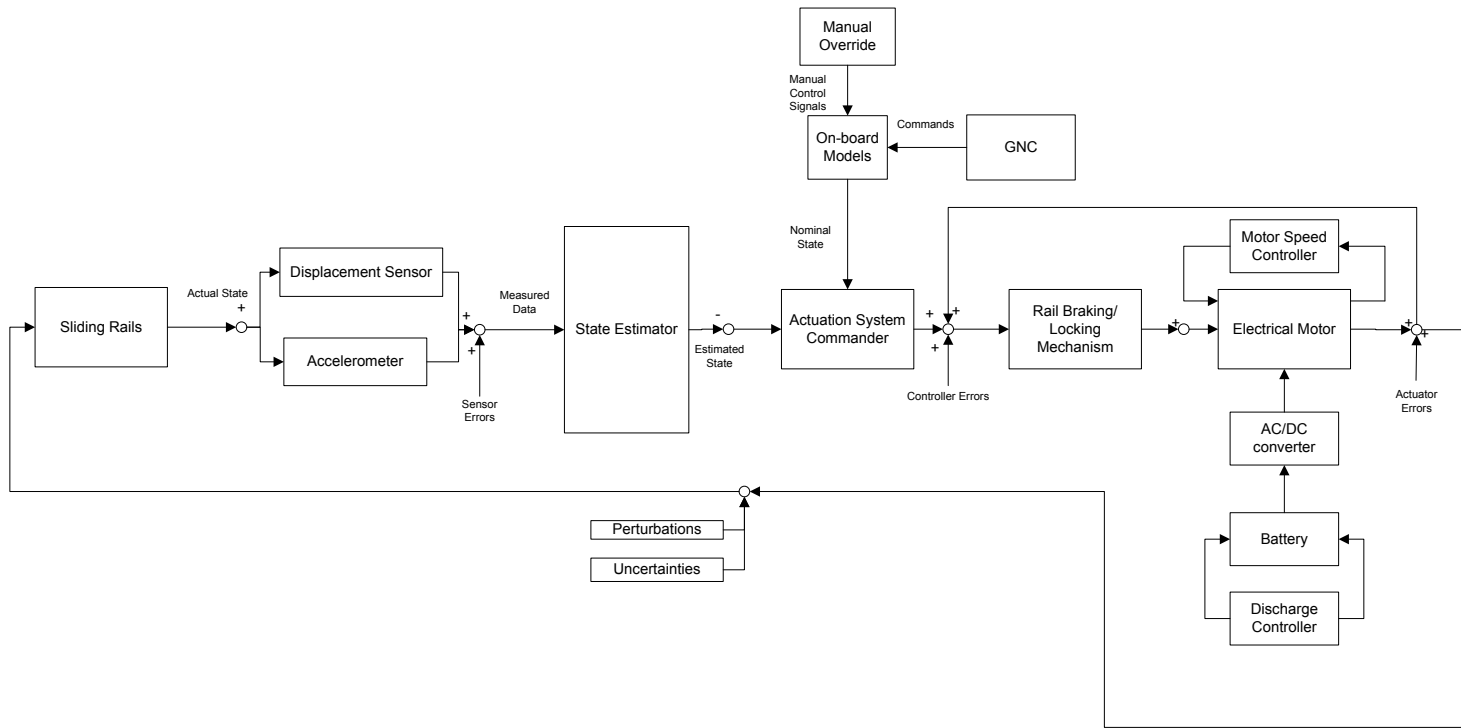 Manual
Override
Manual
Control
Signals
Commands
On-board
Models
GNC
Nominal
State
Motor Speed
Controller
Displacement Sensor
Actual State
+
Measured
Data
+
+
Sliding Rails
State Estimator
-
Estimated
State
Actuation System
Commander
+
+
+
Rail Braking/
Locking
Mechanism
+
Electrical Motor
+
+
Accelerometer
Sensor
Errors
Controller Errors
Actuator
Errors
AC/DC
converter
Perturbations
Uncertainties
Battery
Discharge
Controller